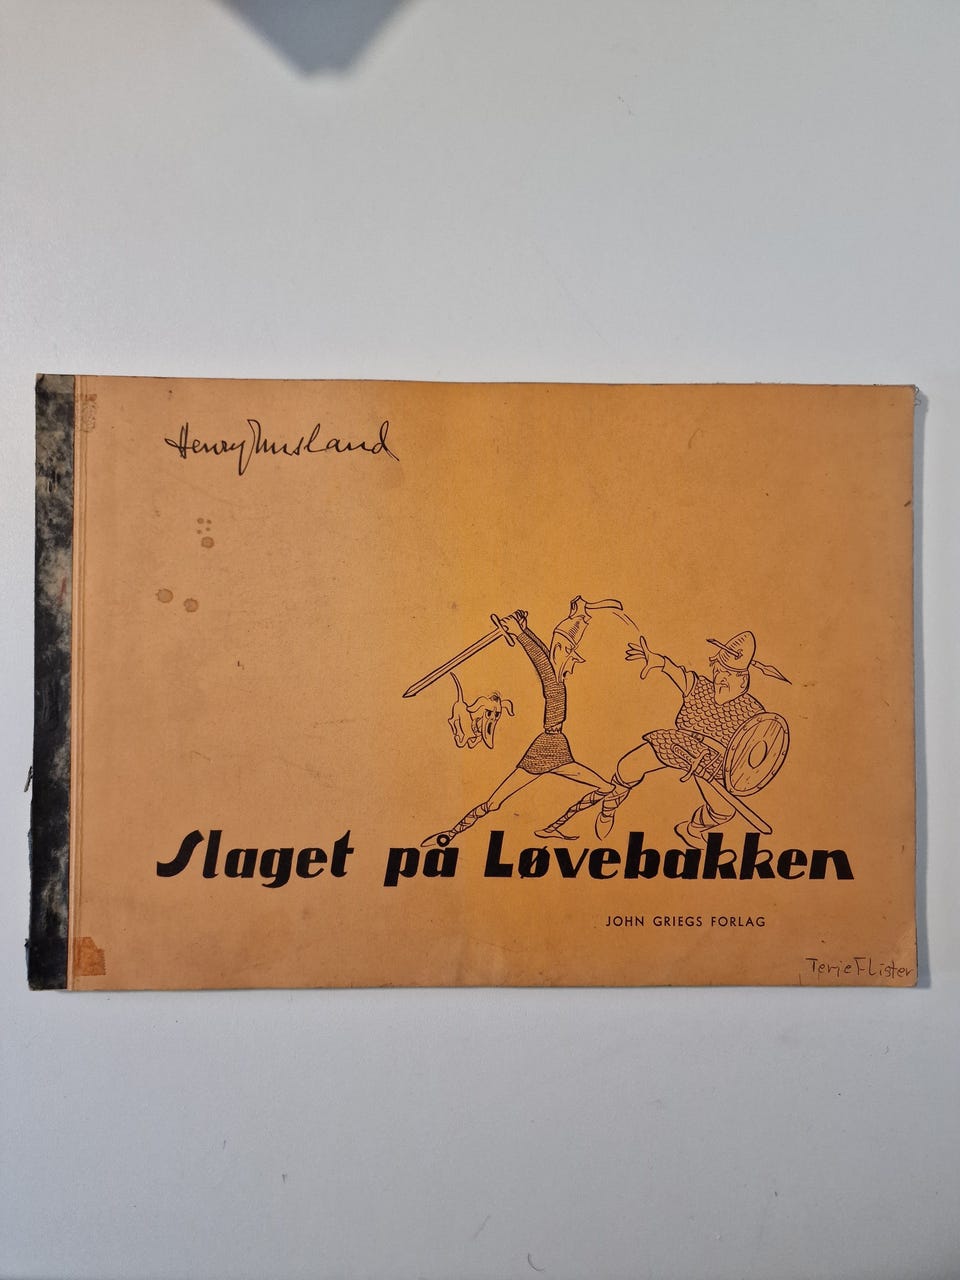 Henry Imsland
Slaget på Løvebakken
JOHN GRIEGS FORLAG
Terje F Lister